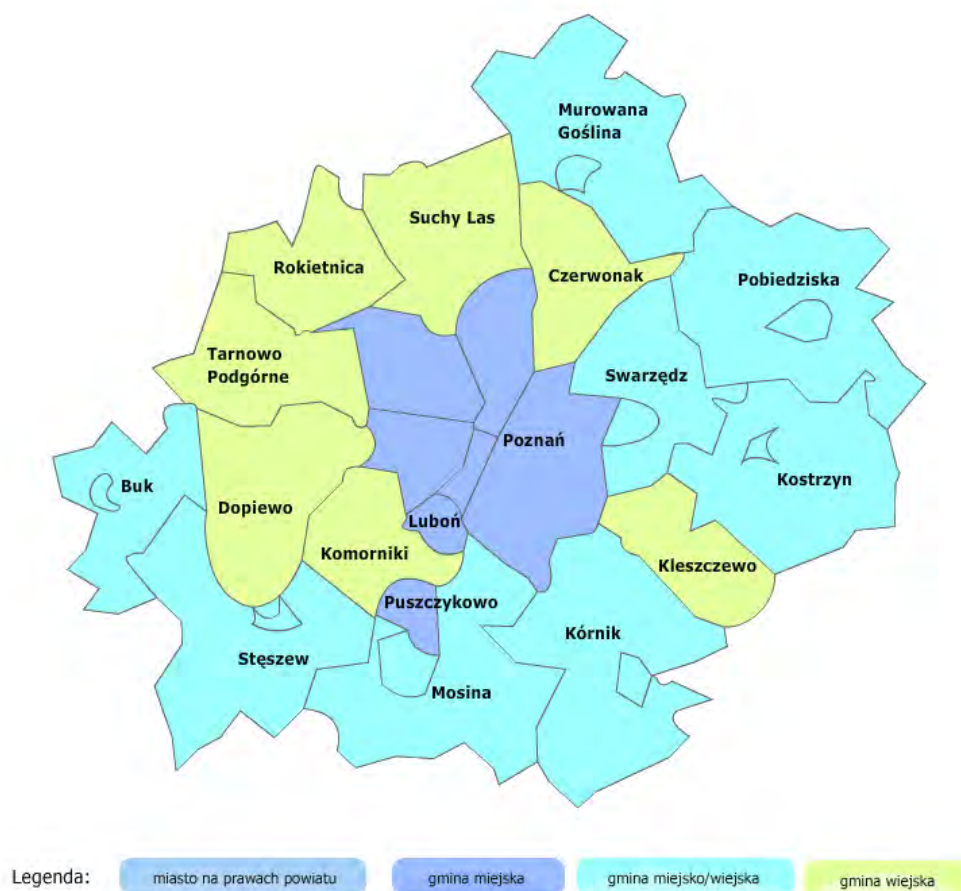 Murowana
Goślina
Suchy Las
Rokietnica
Czerwonak
Pobiedziska
Tarnowo
Podgórne
Swarzędz
Poznań
Buk
Kostrzyn
Dopiewo
Luboń
Komorniki
Kleszczewo
Puszczykowo
Kórnik
Stęszew
Mosina
Legenda: miasto na prawach powiatu gmina miejska gmina miejsko/wiejska gmina wiejska